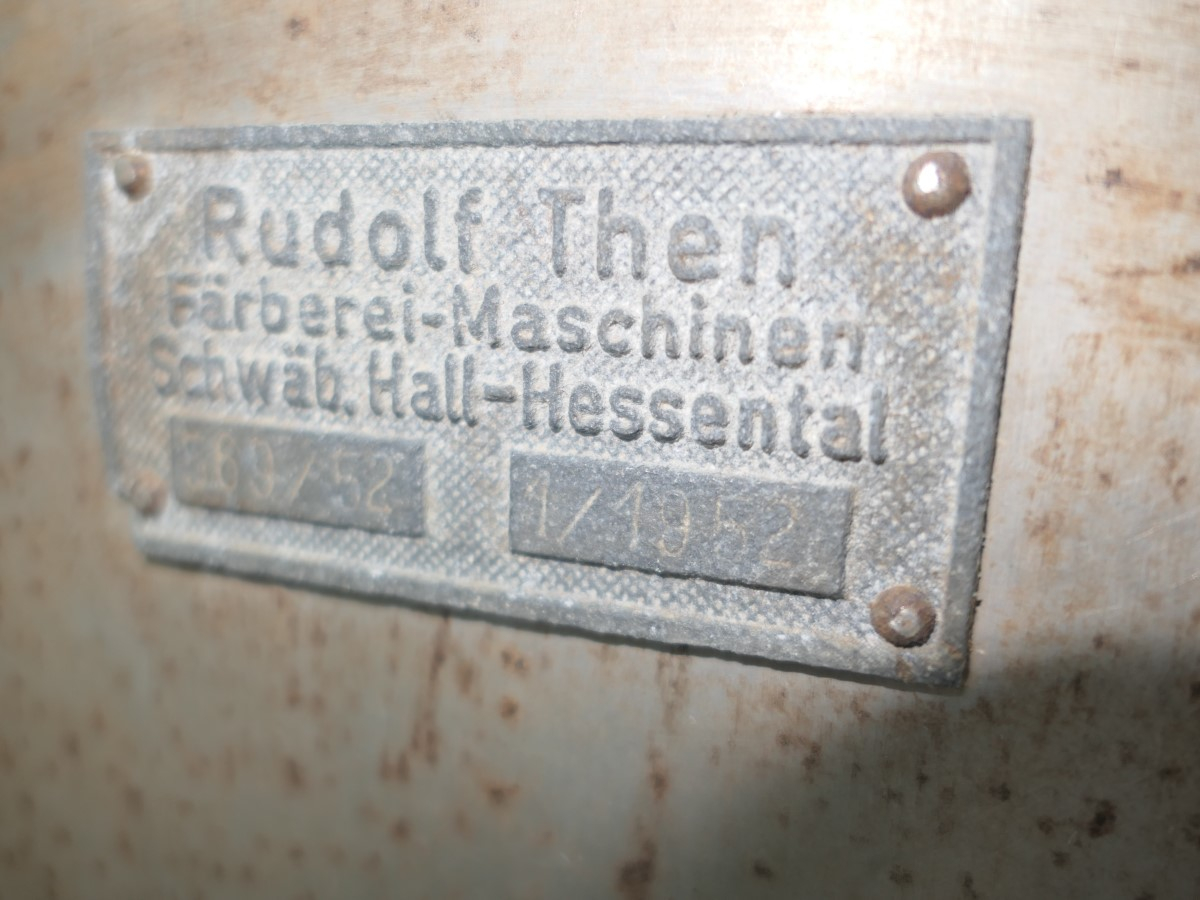 Rudolf Then
Färberei-Maschinen
Schwäb. Hall-Hessental
1/1952